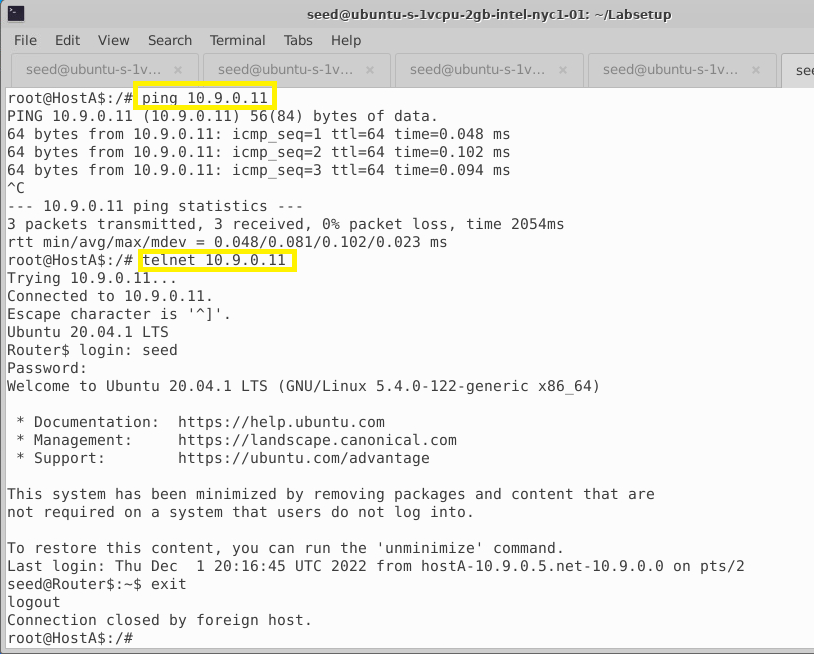 seed@ubuntu-s-1vcpu-2gb-intel-nyc1-01: ~/Labsetup
File Edit View Search Terminal Tabs Help
seed@ubuntu-s-1v... × seed@ubuntu-s-1v... × seed@ubuntu-s-1v... × seed@ubuntu-s-1v... × see
root@HostA$:/# ping 10.9.0.11
PING 10.9.0.11 (10.9.0.11) 56(84) bytes of data.
64 bytes from 10.9.0.11: icmp_seq=1 ttl=64 time=0.048 ms
64 bytes from 10.9.0.11: icmp_seq=2 ttl=64 time=0.102 ms
64 bytes from 10.9.0.11: icmp_seq=3 ttl=64 time=0.094 ms
^C
--- 10.9.0.11 ping statistics ---
3 packets transmitted, 3 received, 0% packet loss, time 2054ms
rtt min/avg/max/mdev = 0.048/0.081/0.102/0.023 ms
root@HostA$:/# telnet 10.9.0.11
Trying 10.9.0.11...
Connected to 10.9.0.11.
Escape character is '^]'.
Ubuntu 20.04.1 LTS
Router$ login: seed
Password:
Welcome to Ubuntu 20.04.1 LTS (GNU/Linux 5.4.0-122-generic x86_64)
* Documentation:  https://help.ubuntu.com
* Management:     https://landscape.canonical.com
* Support:        https://ubuntu.com/advantage
This system has been minimized by removing packages and content that are
not required on a system that users do not log into.
To restore this content, you can run the 'unminimize' command.
Last login: Thu Dec  1 20:16:45 UTC 2022 from hostA-10.9.0.5.net-10.9.0.0 on pts/2
seed@Router$:~$ exit
logout
Connection closed by foreign host.
root@HostA$:/#